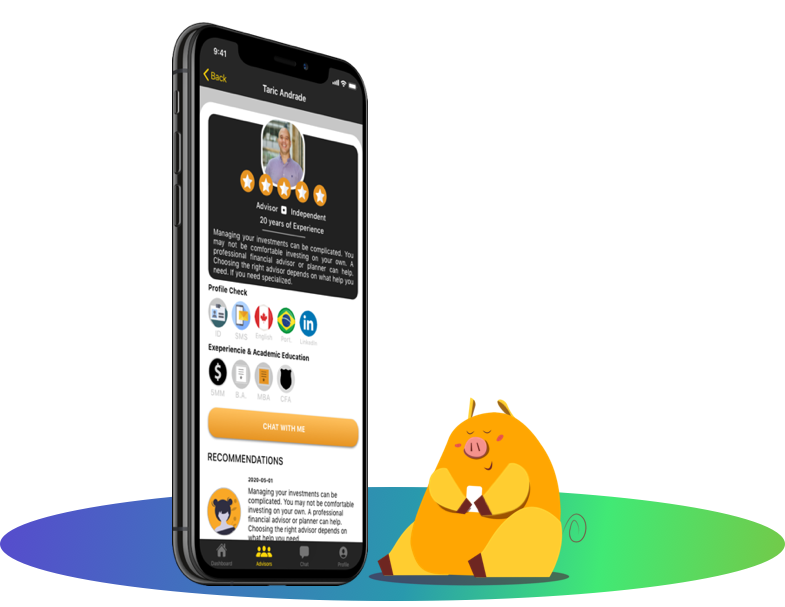 9:41
Back
Taric Andrade
Advisor Independent
20 years of Experience
Managing your investments can be complicated. You
may not be comfortable investing on your own. A
professional financial advisor or planner can help.
Choosing the right advisor depends on what help you
need. If you need specialized.
Profile Check
ID SMS English Port Linkedin
Exeperiencie & Academic Education
5MM B.A. MBA CFA
CHAT WITH ME
RECOMMENDATIONS
2020-05-01
Managing your investments can be
complicated. You may not be comfortable
investing on your own. A professional
financial advisor or planner can help.
Choosing the right advisor depends on
what help you need. If you need
Dashboard Advisors Chat Profile